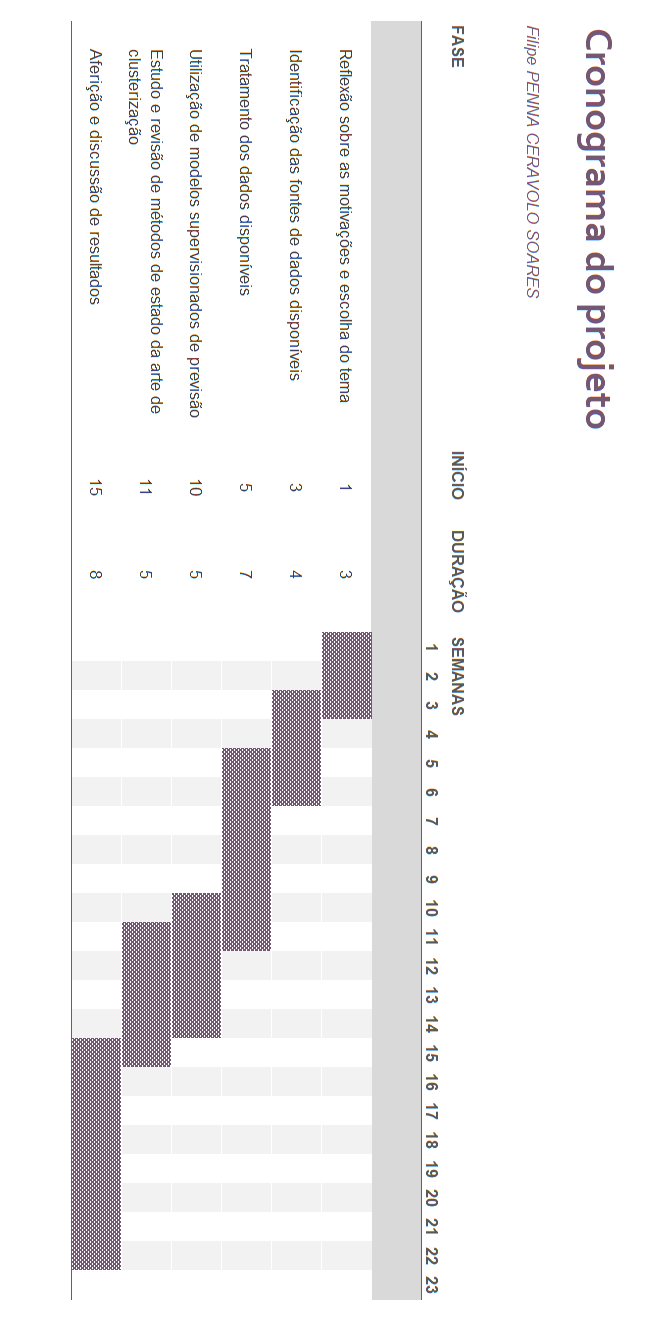 Cronograma do projeto
Filipe PENNA CERAVOLO SOARES
FASE INÍCIO DURAÇÃO SEMANAS
1 2 3 4 5 6 7 8 9 10 11 12 13 14 15 16 17 18 19 20 21 22 23
Reflexão sobre as motivações e escolha do tema 1 3
Identificação das fontes de dados disponíveis 3 4
Tratamento dos dados disponíveis 5 7
Utilização de modelos supervisionados de previsão 10 5
Estudo e revisão de métodos de estado da arte de
clusterização 11 5
Aferição e discussão de resultados 15 8